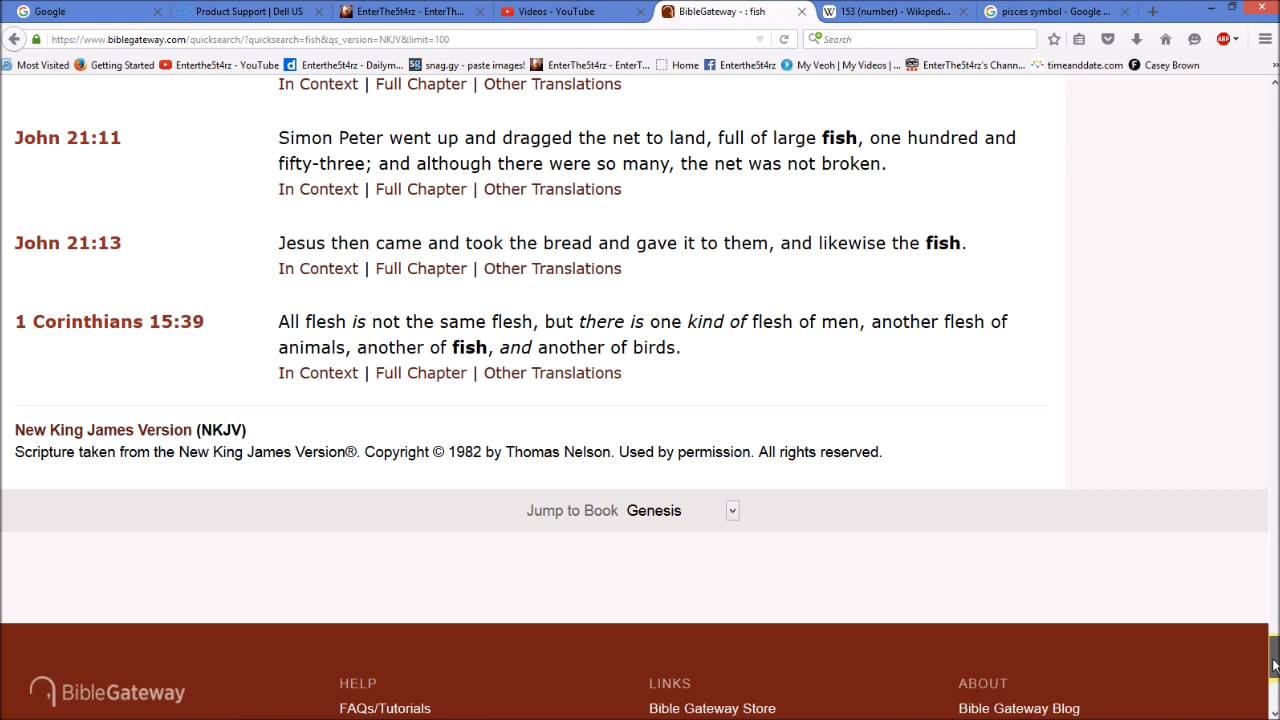 Google
Product Support | Dell US
EnterThe5t4rz - EnterTh...
Videos - YouTube
BibleGateway - : fish
153 (number) - Wikipedi...
pisces symbol - Google ...
https://www.biblegateway.com/quicksearch/?quicksearch=fish&qs_version=NKJV&limit=100
Search
ABP
Most Visited
Getting Started
Enterthe5t4rz - YouTube
Enterthe5t4rz - Dailym...
snag.gy - paste images!
EnterThe5t4rz - EnterT...
Home
Enterthe5t4rz
My Veoh | My Videos | ...
EnterThe5t4rz's Chann...
timeanddate.com
Casey Brown
In Context | Full Chapter | Other Translations
John 21:11
Simon Peter went up and dragged the net to land, full of large fish, one hundred and
fifty-three; and although there were so many, the net was not broken.
In Context | Full Chapter | Other Translations
John 21:13
Jesus then came and took the bread and gave it to them, and likewise the fish.
In Context | Full Chapter | Other Translations
1 Corinthians 15:39
All flesh is not the same flesh, but there is one kind of flesh of men, another flesh of
animals, another of fish, and another of birds.
In Context | Full Chapter | Other Translations
New King James Version (NKJV)
Scripture taken from the New King James Version®. Copyright © 1982 by Thomas Nelson. Used by permission. All rights reserved.
Jump to Book Genesis
BibleGateway
HELP
FAQs/Tutorials
LINKS
Bible Gateway Store
ABOUT
Bible Gateway Blog